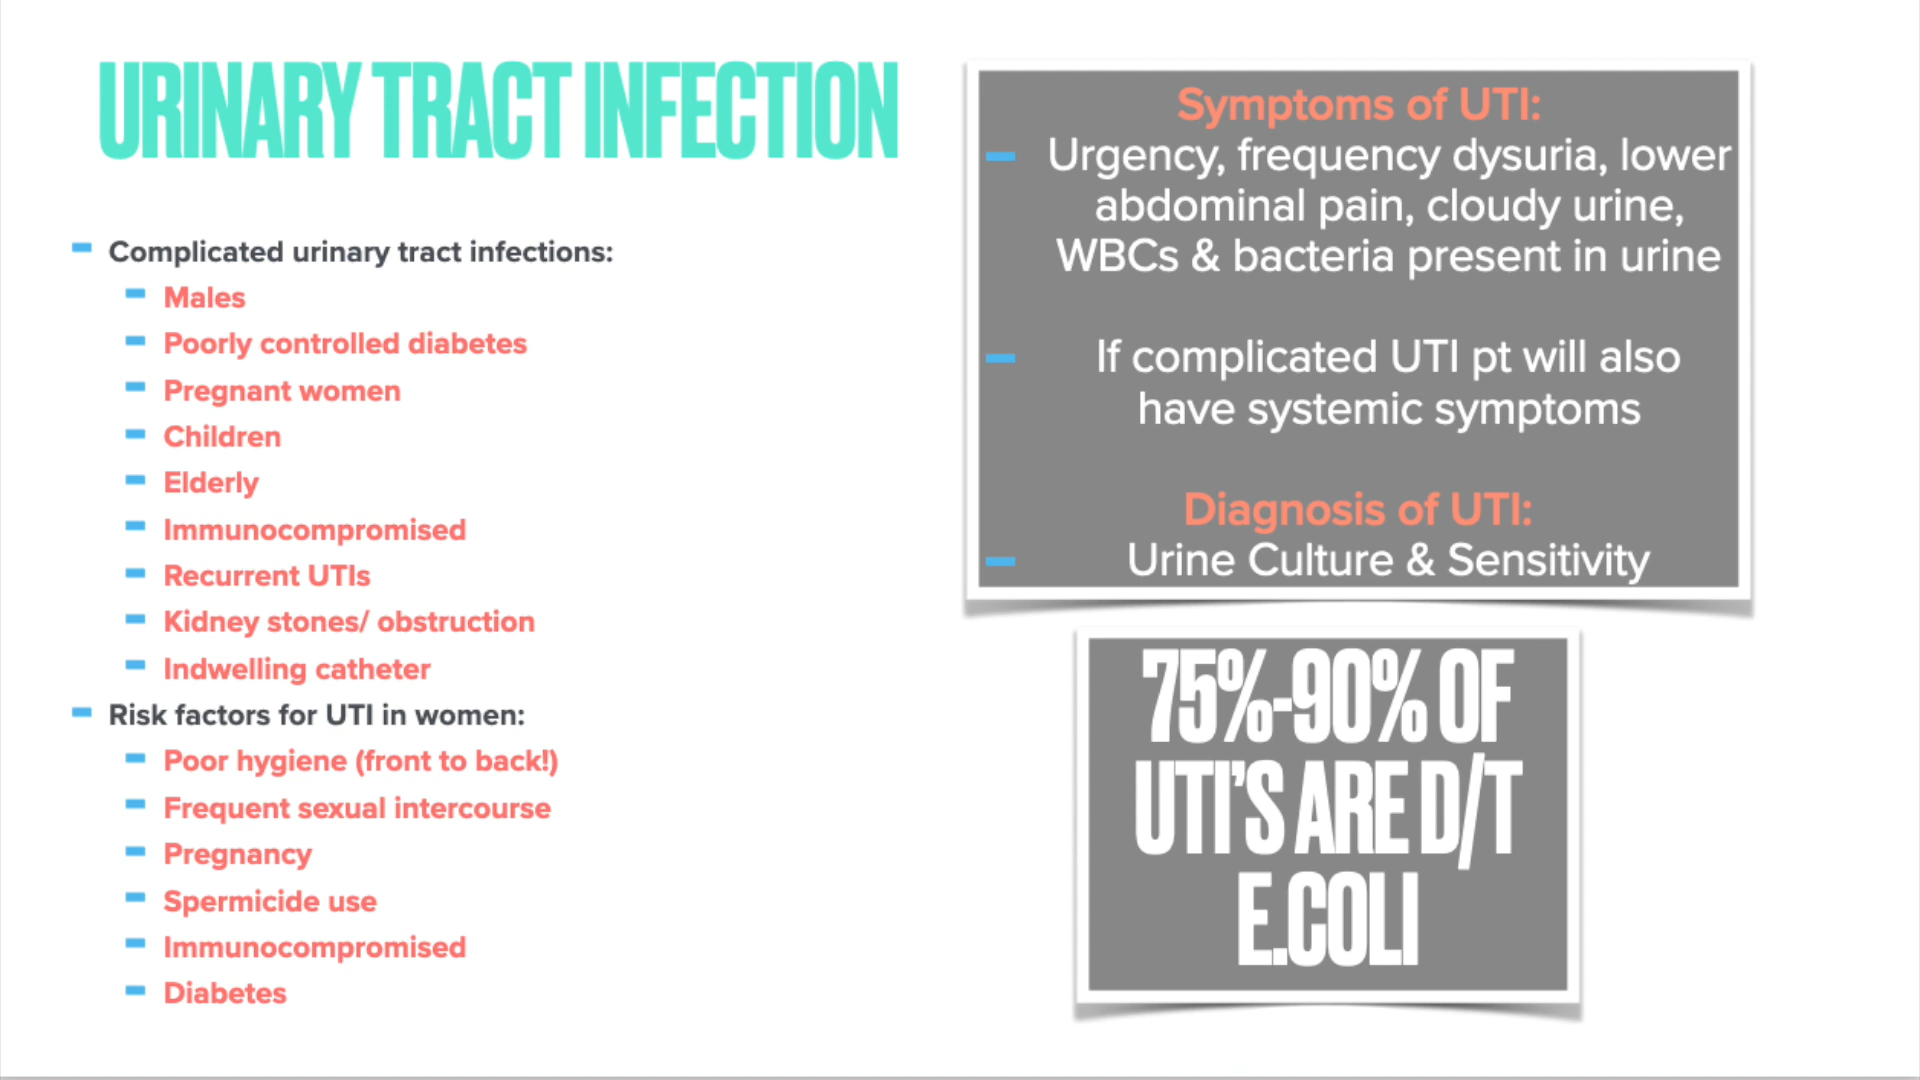 URINARY TRACT INFECTION
Complicated urinary tract infections:
Males
Poorly controlled diabetes
Pregnant women
Children
Elderly
Immunocompromised
Recurrent UTIs
Kidney stones/ obstruction
Indwelling catheter
Risk factors for UTI in women:
Poor hygiene (front to back!)
Frequent sexual intercourse
Pregnancy
Spermicide use
Immunocompromised
Diabetes
Symptoms of UTI:
Urgency, frequency dysuria, lower
abdominal pain, cloudy urine,
WBCs & bacteria present in urine
If complicated UTI pt will also
have systemic symptoms
Diagnosis of UTI:
Urine Culture & Sensitivity
75%-90% OF
UTI'S ARE D/T
E.COLI